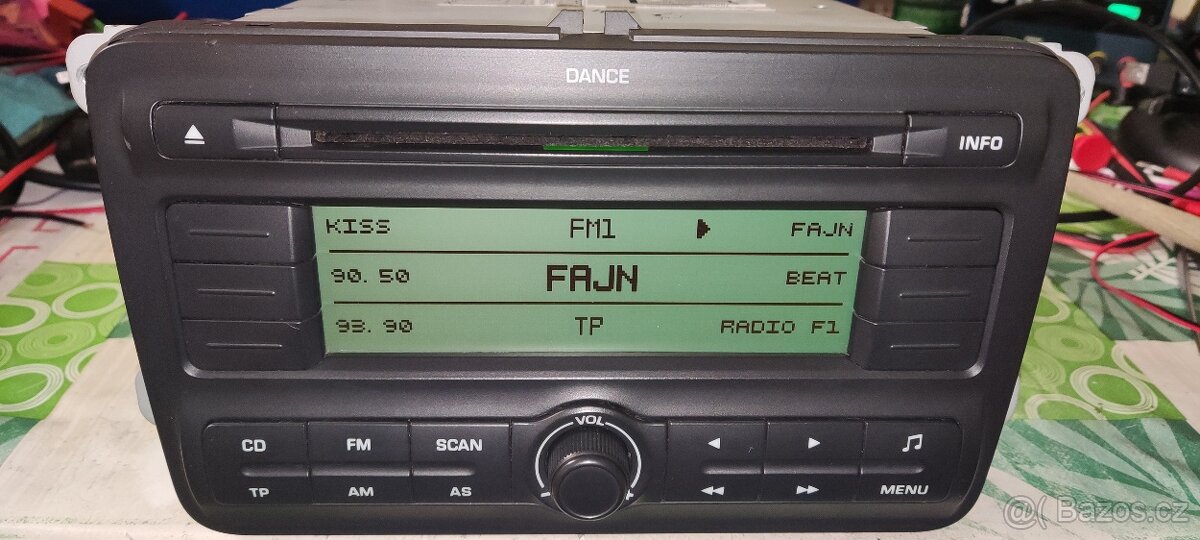 DANCE
INFO
KISS FM1 FAJN
90.50 FAJN BEAT
93.90 TP RADIO F1
VOL
CD FM SCAN
TP AM AS MENU
@( Bazos.cz